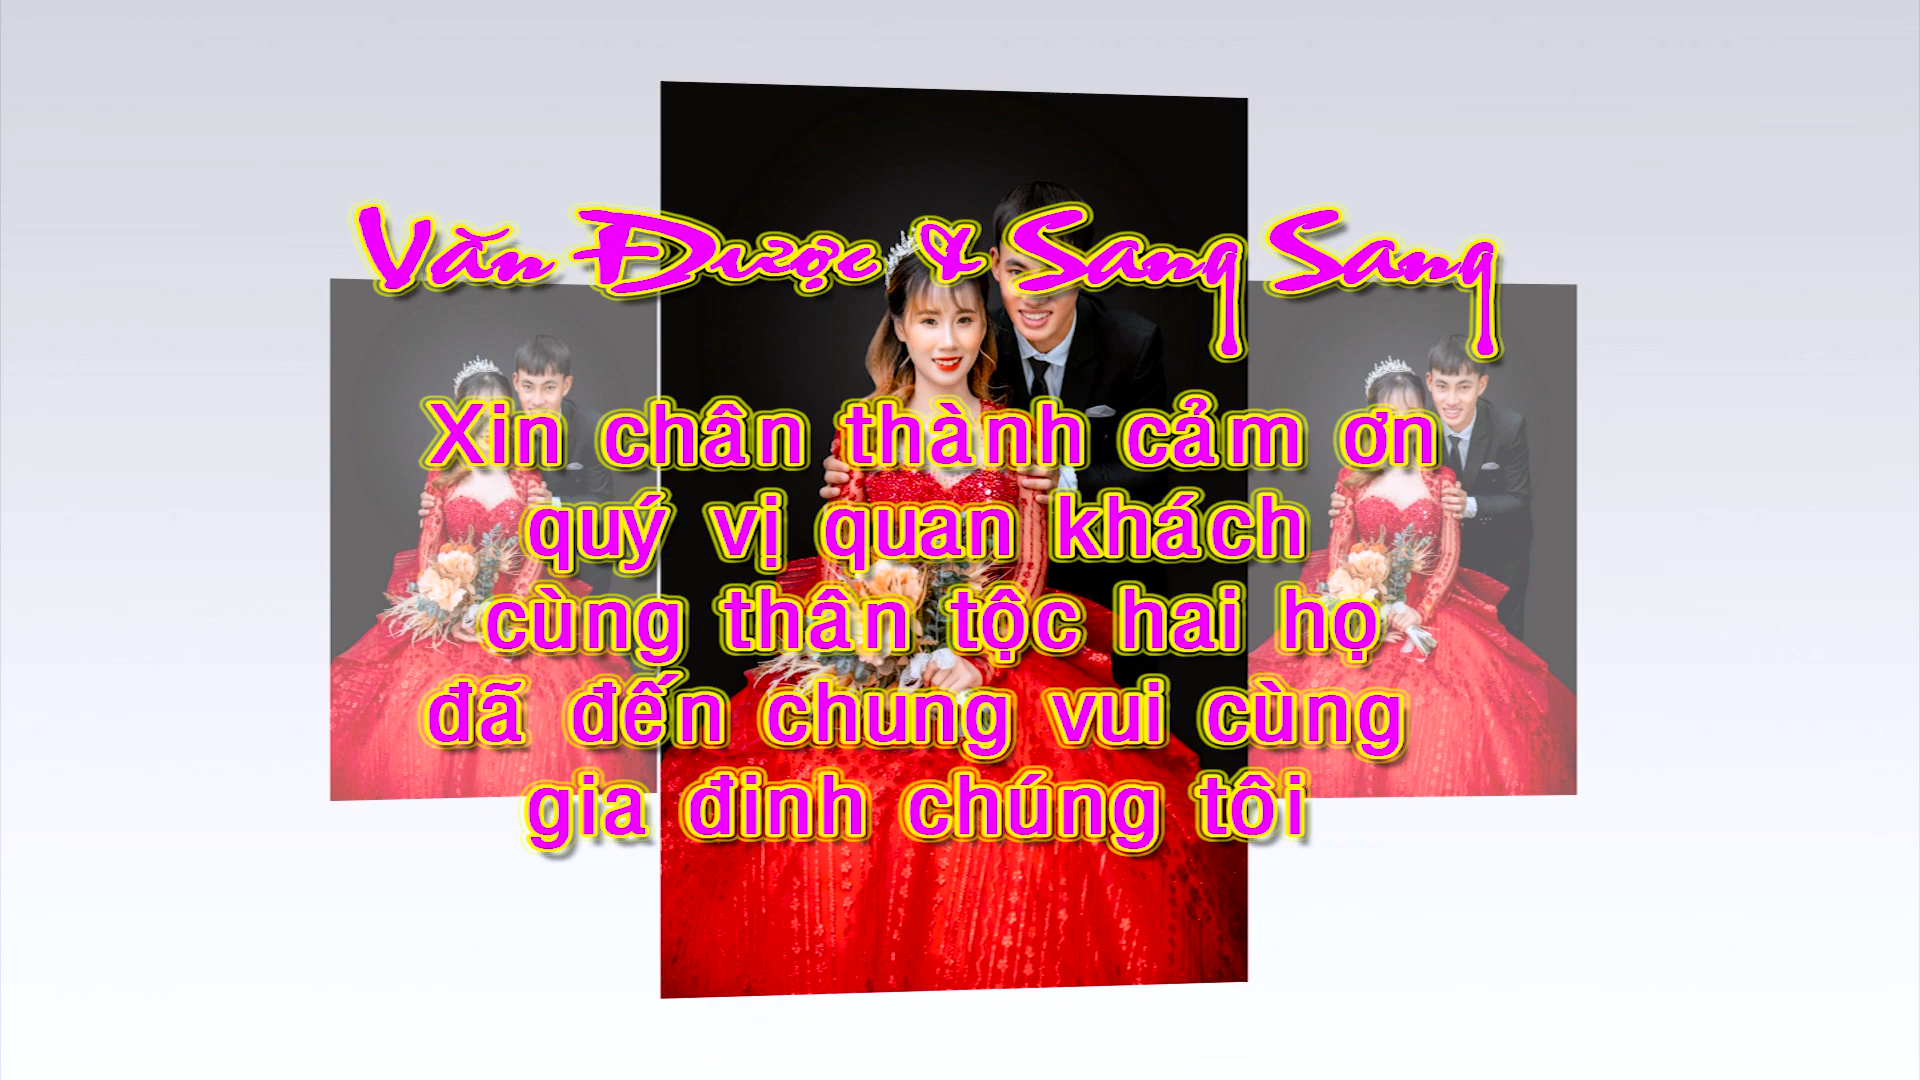 Văn Được & Sang Sang
Xin chân thành cảm ơn
quý vị quan khách
cùng thân tộc hai họ
đã đến chung vui cùng
gia đinh chúng tôi